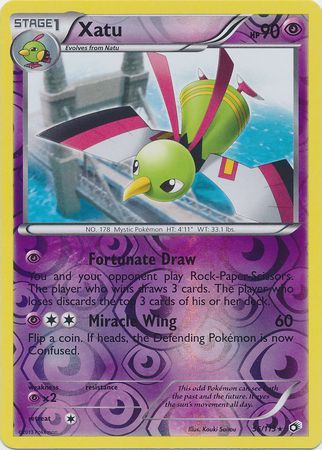 STAGE1
Xatu
HP 90
Evolves from Natu
NO. 178 Mystic Pokémon HT: 4'11" WT: 33.1 lbs.
Fortunate Draw
You and your opponent play Rock-Paper-Scissors.
The player who wins draws 3 cards. The player who
loses discards the top 3 cards of his or her deck.
Miracle Wing 60
Flip a coin. If heads, the Defending Pokémon is now
Confused.
weakness resistance
×2
retreat
This odd Pokémon can see both
the past and the future. It eyes
the sun's movement all day.
Illus. Kouki Saitou
©2013 Pokémon